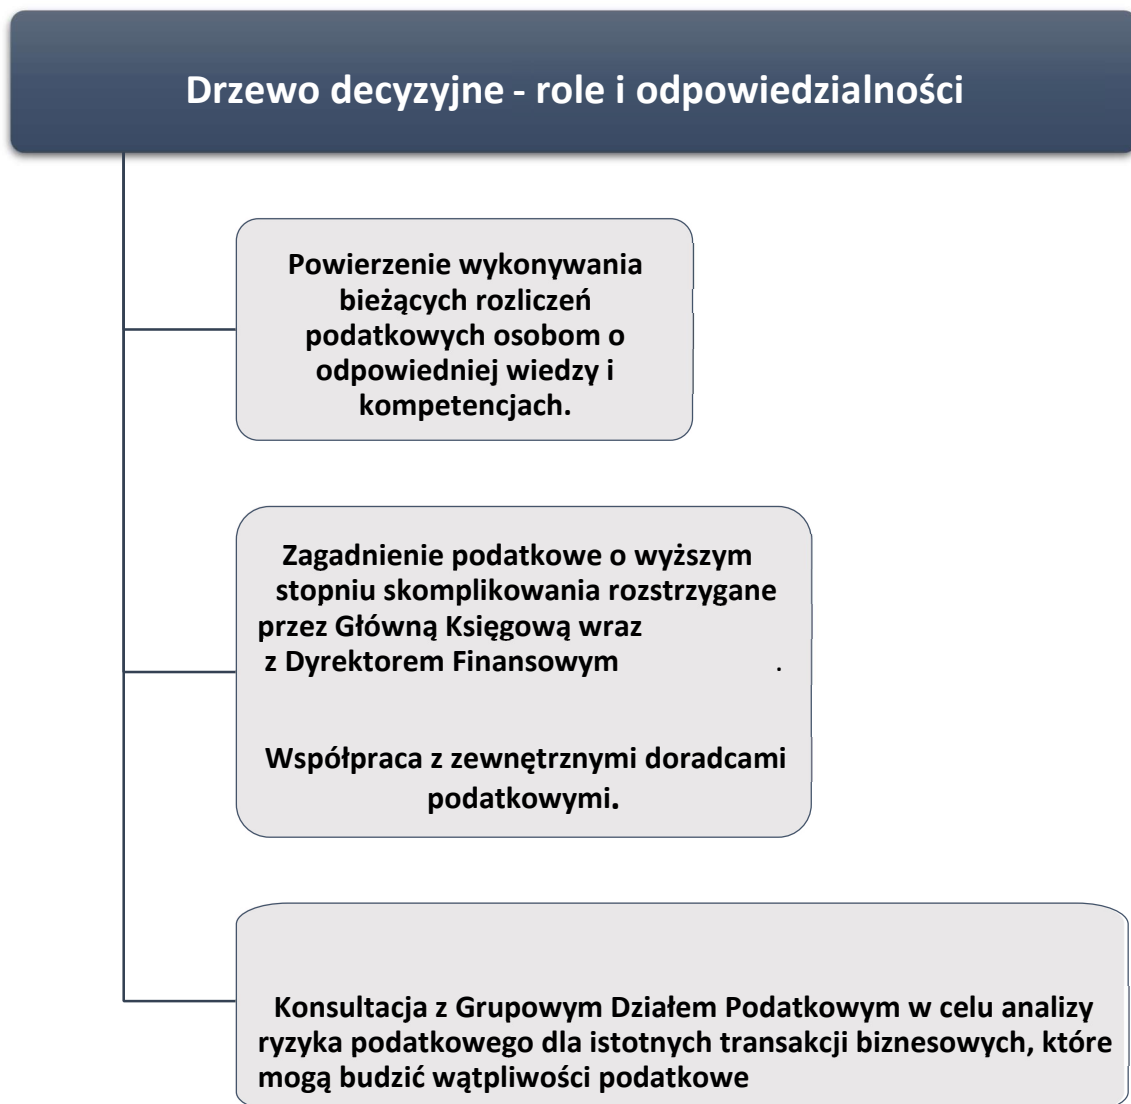 Drzewo decyzyjne - role i odpowiedzialności
Powierzenie wykonywania
bieżących rozliczeń
podatkowych osobom o
odpowiedniej wiedzy i
kompetencjach.
Zagadnienie podatkowe o wyższym
stopniu skomplikowania rozstrzygane
przez Główną Księgową wraz
z Dyrektorem Finansowym .
Współpraca z zewnętrznymi doradcami
podatkowymi.
Konsultacja z Grupowym Działem Podatkowym w celu analizy
ryzyka podatkowego dla istotnych transakcji biznesowych, które
mogą budzić wątpliwości podatkowe